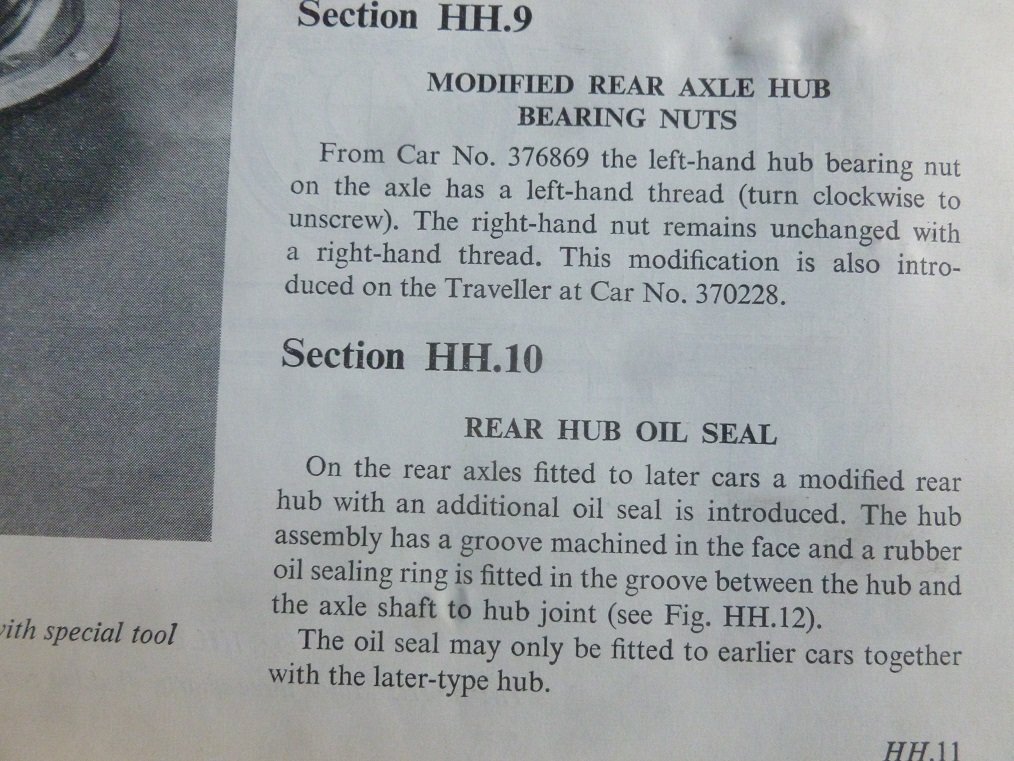 Section HH.9
MODIFIED REAR AXLE HUB
BEARING NUTS
From Car No. 376869 the left-hand hub bearing nut
on the axle has a left-hand thread (turn clockwise to
unscrew). The right-hand nut remains unchanged with
a right-hand thread. This modification is also intro-
duced on the Traveller at Car No. 370228.
Section HH.10
REAR HUB OIL SEAL
On the rear axles fitted to later cars a modified rear
hub with an additional oil seal is introduced. The hub
assembly has a groove machined in the face and a rubber
oil sealing ring is fitted in the groove between the hub and
the axle shaft to hub joint (see Fig. HH.12).
The oil seal may only be fitted to earlier cars together
with the later-type hub.
with special tool
HH.11